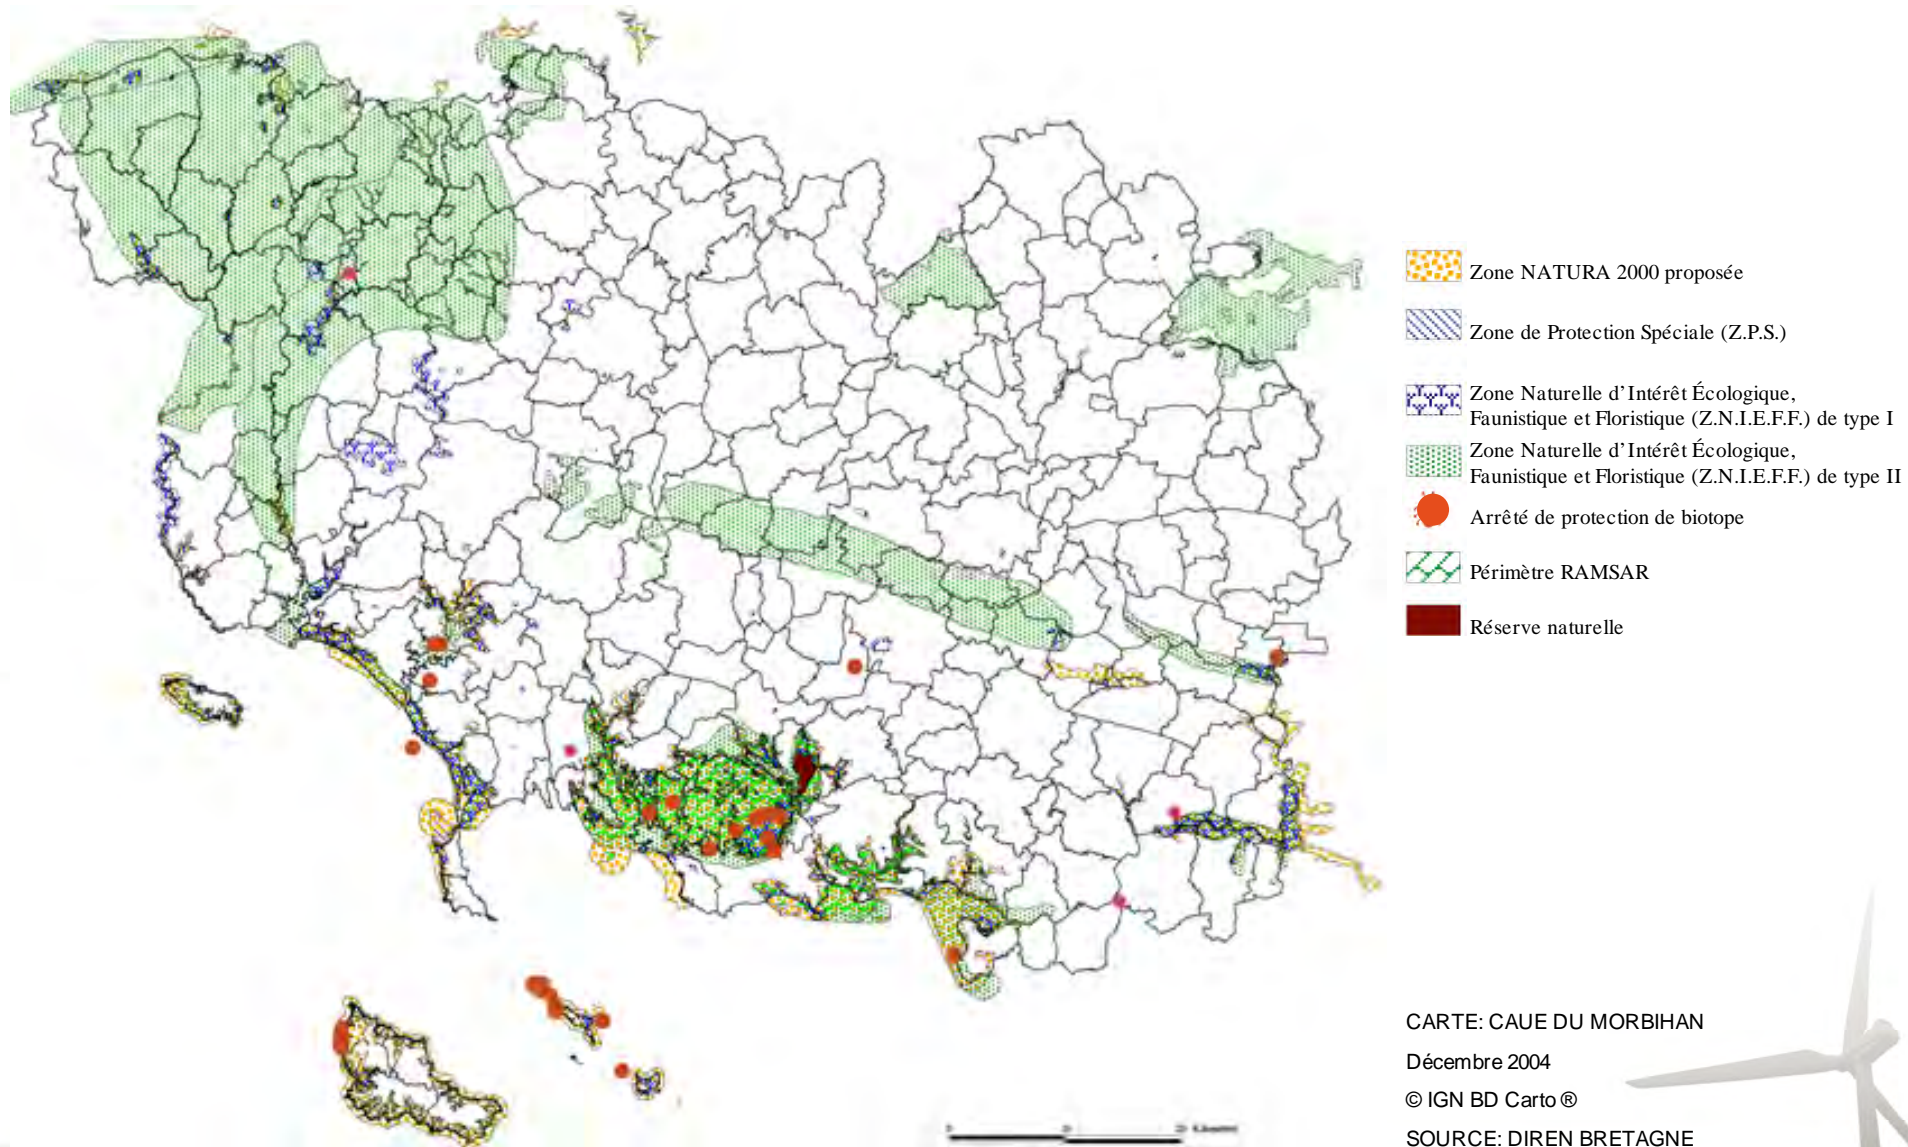 Zone NATURA 2000 proposée
Zone de Protection Spéciale (Z.P.S.)
Zone Naturelle d'Intérêt Écologique,
Faunistique et Floristique (Z.N.I.E.F.F.) de type I
Zone Naturelle d'Intérêt Écologique,
Faunistique et Floristique (Z.N.I.E.F.F.) de type II
Arrêté de protection de biotope
Périmètre RAMSAR
Réserve naturelle
CARTE: CAUE DU MORBIHAN
Décembre 2004
© IGN BD Carto ®
SOURCE: DIREN BRETAGNE